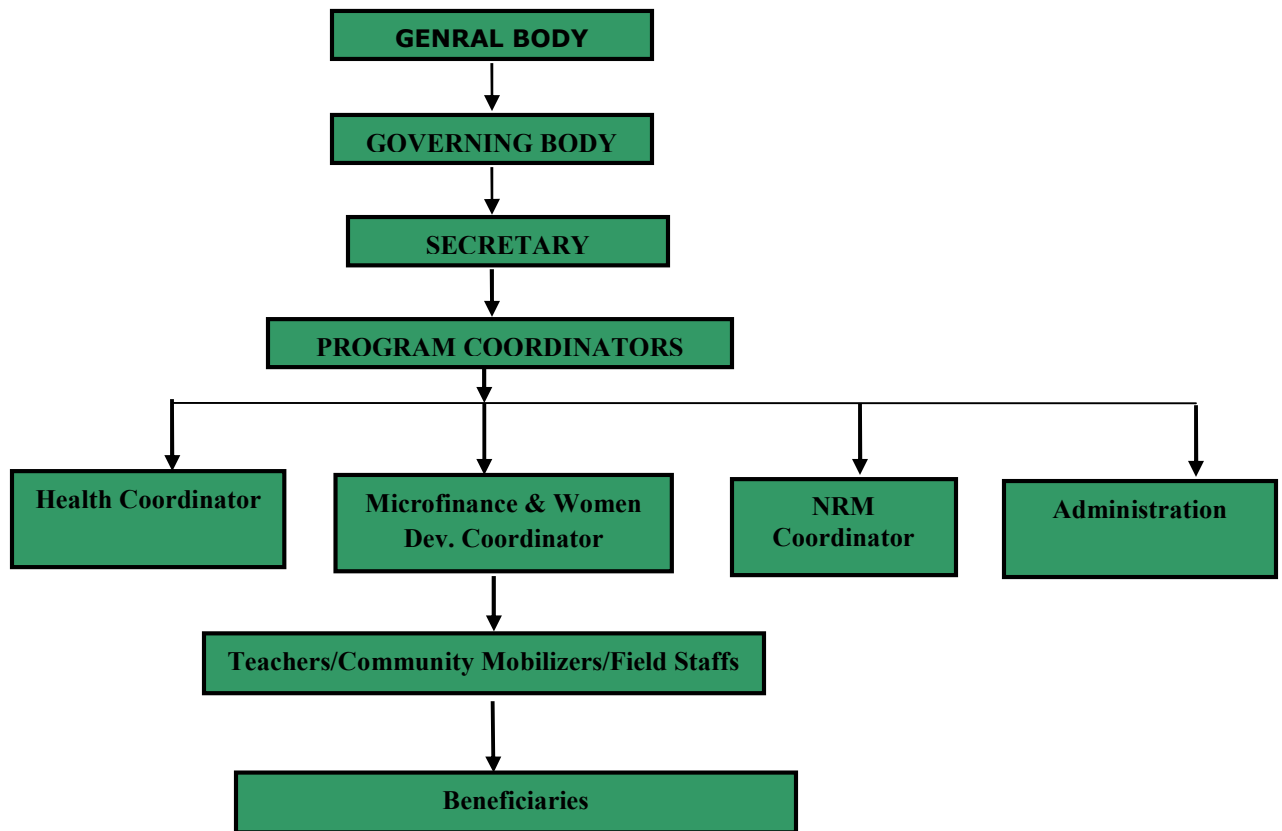 GENRAL BODY
GOVERNING BODY
SECRETARY
PROGRAM COORDINATORS
Health Coordinator
Microfinance & Women
Dev. Coordinator
NRM
Coordinator
Administration
Teachers/Community Mobilizers/Field Staffs
Beneficiaries